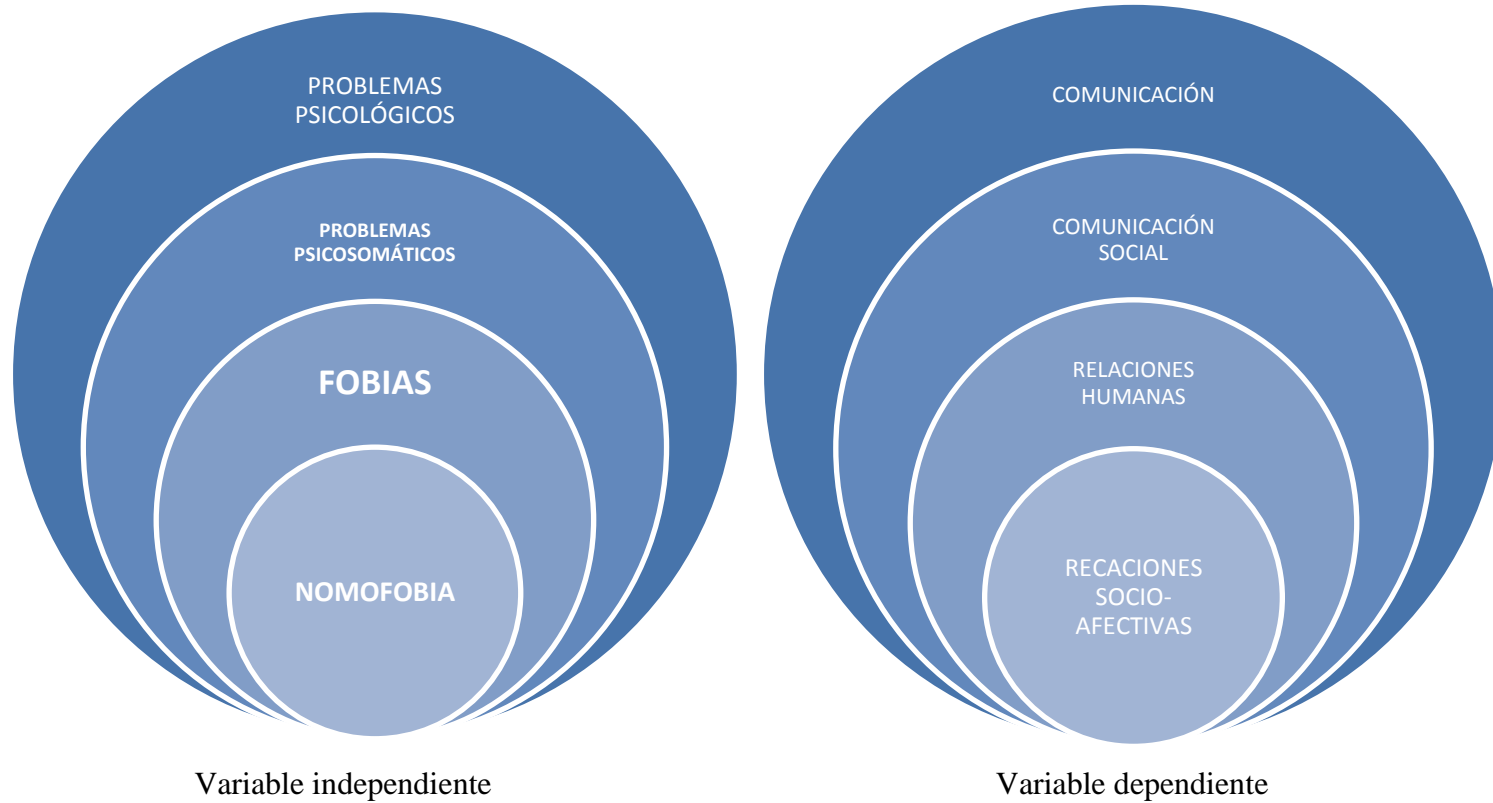 PROBLEMAS
PSICOLÓGICOS
PROBLEMAS
PSICOSOMÁTICOS
FOBIAS
NOMOFOBIA
Variable independiente
COMUNICACIÓN
COMUNICACIÓN
SOCIAL
RELACIONES
HUMANAS
RECACIONES
SOCIO-
AFECTIVAS
Variable dependiente